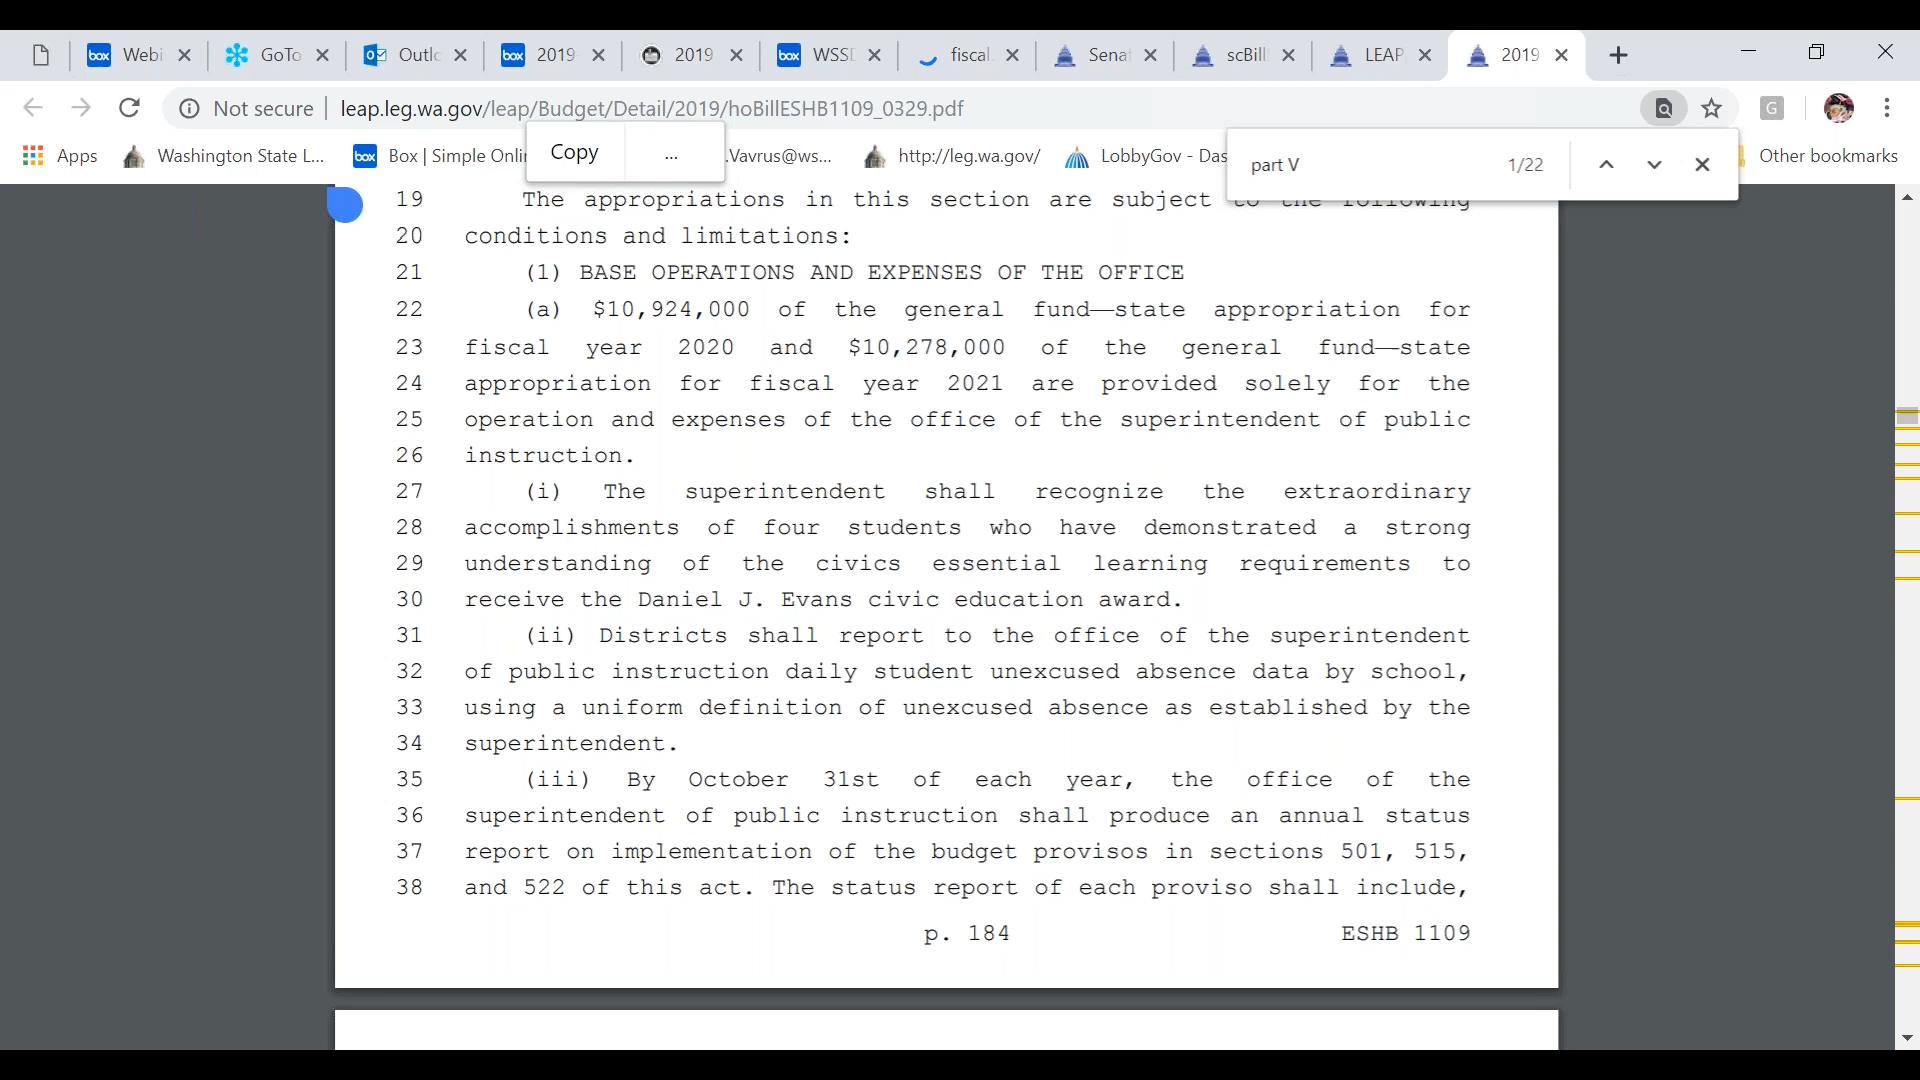 Webi
GoTo
Outlo
2019
2019
WSSD
fiscal.
Senat
scBill
LEAP
2019
Not secure
leap.leg.wa.gov/leap/Budget/Detail/2019/hoBillESHB1109_0329.pdf
G
Apps
Washington State L...
box
Box | Simple Onli
.Vavrus@ws...
http://leg.wa.gov/
LobbyGov - Das
Other bookmarks
Copy
...
part V
1/22
19 The appropriations in this section are subject to the following
20 conditions and limitations:
21 (1) BASE OPERATIONS AND EXPENSES OF THE OFFICE
22 (a) $10,924,000 of the general fund—state appropriation for
23 fiscal year 2020 and $10,278,000 of the general fund—state
24 appropriation for fiscal year 2021 are provided solely for the
25 operation and expenses of the office of the superintendent of public
26 instruction.
27 (i) The superintendent shall recognize the extraordinary
28 accomplishments of four students who have demonstrated a strong
29 understanding of the civics essential learning requirements to
30 receive the Daniel J. Evans civic education award.
31 (ii) Districts shall report to the office of the superintendent
32 of public instruction daily student unexcused absence data by school,
33 using a uniform definition of unexcused absence as established by the
34 superintendent.
35 (iii) By October 31st of each year, the office of the
36 superintendent of public instruction shall produce an annual status
37 report on implementation of the budget provisos in sections 501, 515,
38 and 522 of this act. The status report of each proviso shall include,
p. 184 ESHB 1109